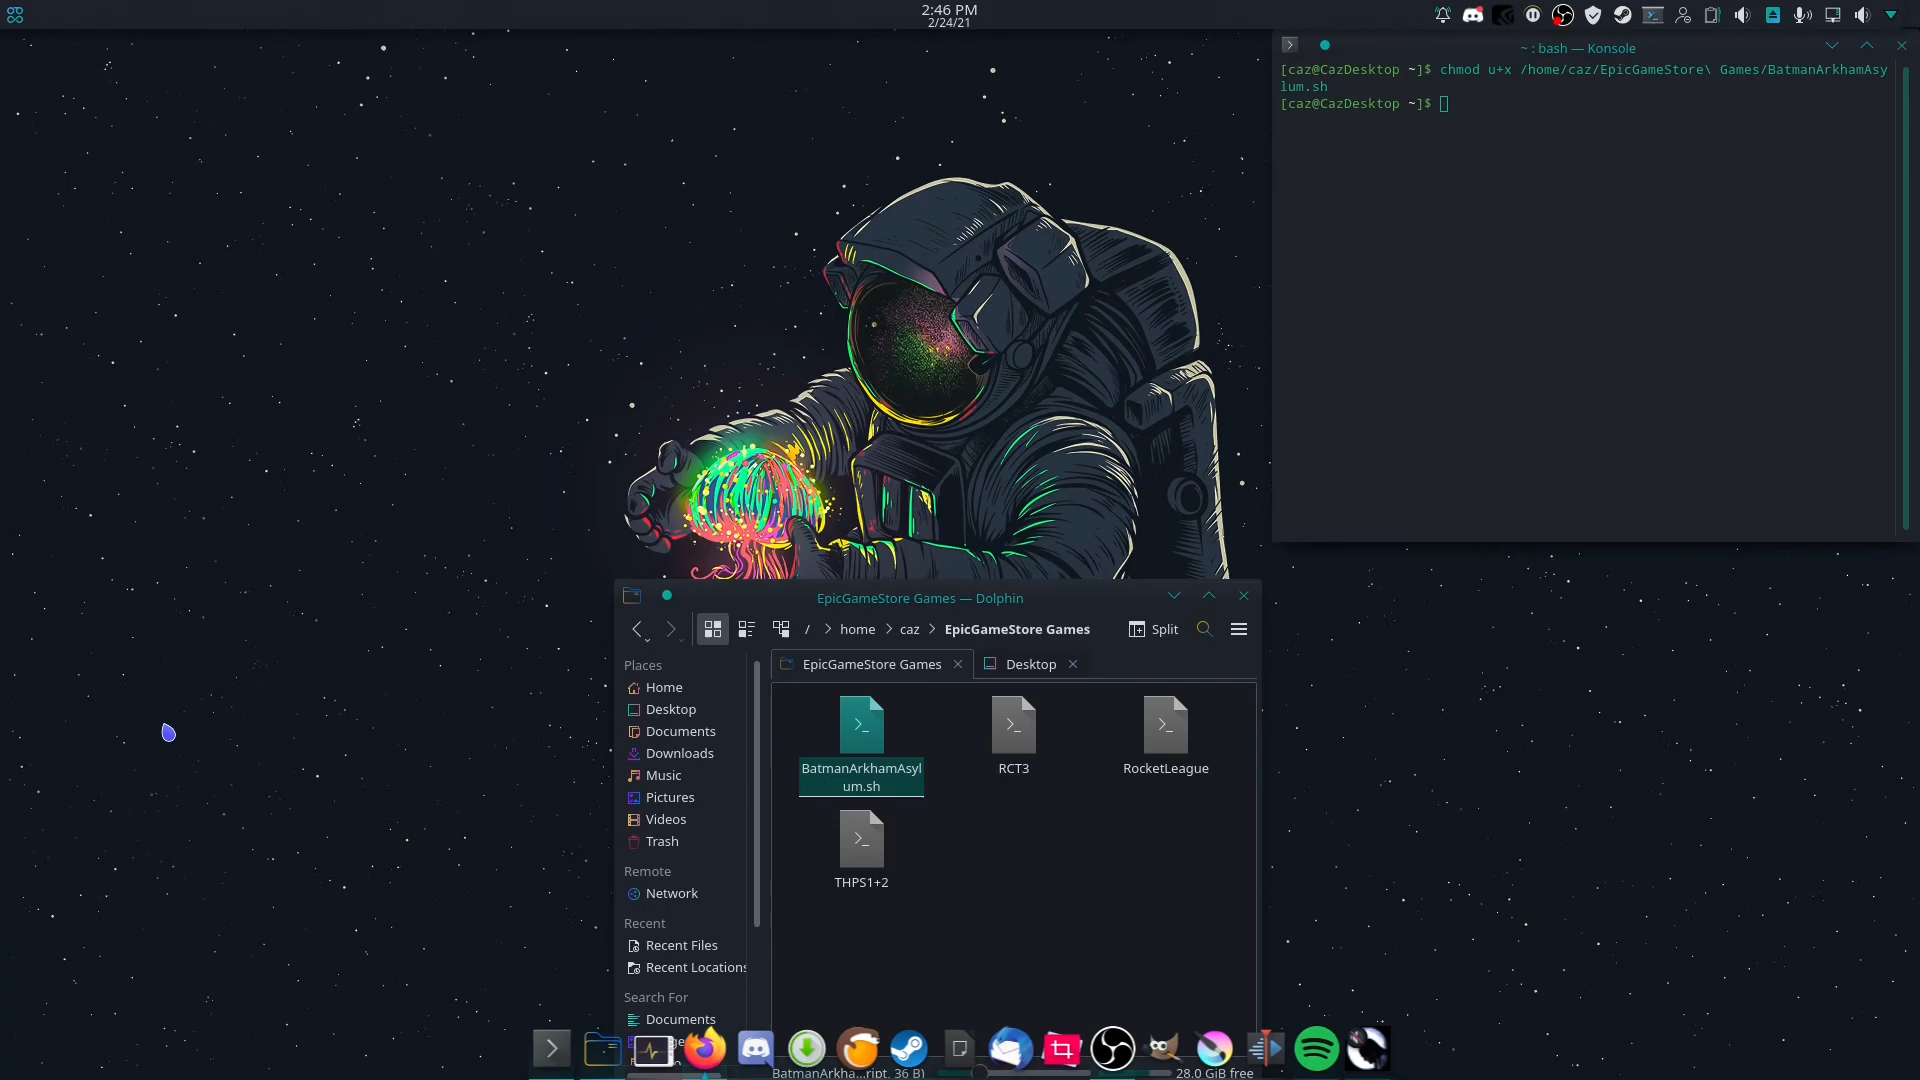 2:46 PM
2/24/21
~ : bash — Konsole
[caz@CazDesktop ~]$ chmod u+x /home/caz/EpicGameStore\ Games/BatmanArkhamAsy
lum.sh
[caz@CazDesktop ~]$
EpicGameStore Games — Dolphin
/ > home > caz > EpicGameStore Games
Split
Places
Home
Desktop
Documents
Downloads
Music
Pictures
Videos
Trash
Remote
Network
Recent
Recent Files
Recent Locations
Search For
Documents
EpicGameStore Games
Desktop
BatmanArkhamAsyl
um.sh
RCT3
RocketLeague
THPS1+2
BatmanArkha...ript, 36 B)
28.0 GiB free